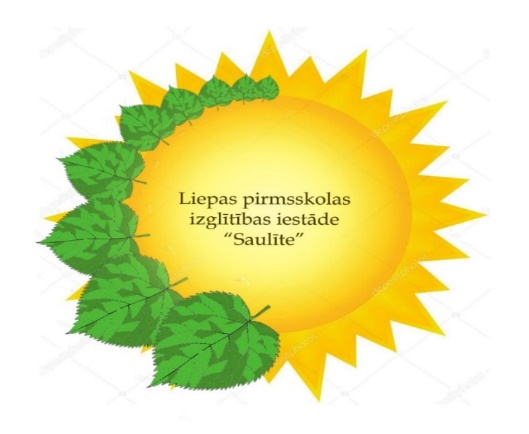 Liepas pirmsskolas
izglītības iestāde
“Saulīte”